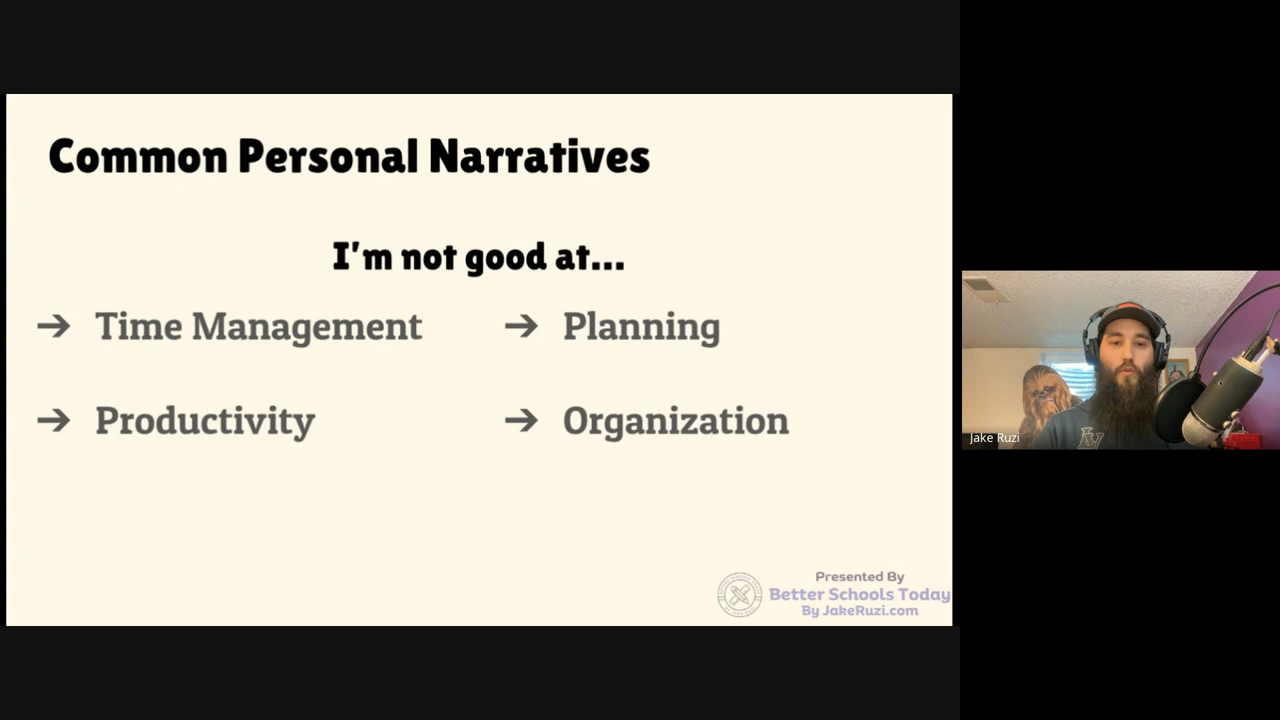 Common Personal Narratives
I'm not good at...
Time Management
Planning
Productivity
Organization
Presented By
Better Schools Today
By JakeRuzi.com
Jake Ruzi